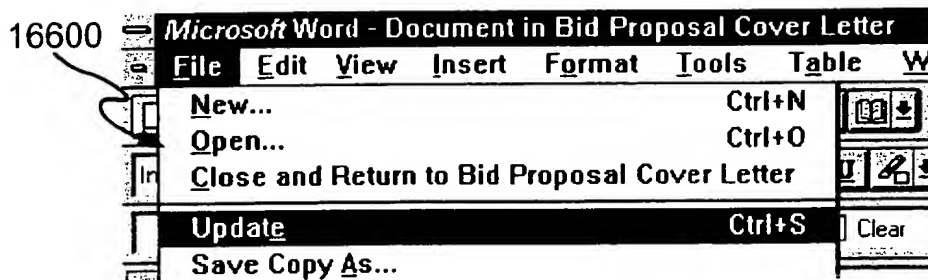 16600
Microsoft Word - Document in Bid Proposal Cover Letter
File Edit View Insert Format Tools Table W
New... Ctrl+N
Open... Ctrl+O
Close and Return to Bid Proposal Cover Letter
In U
Update Ctrl+S Clear
Save Copy As...